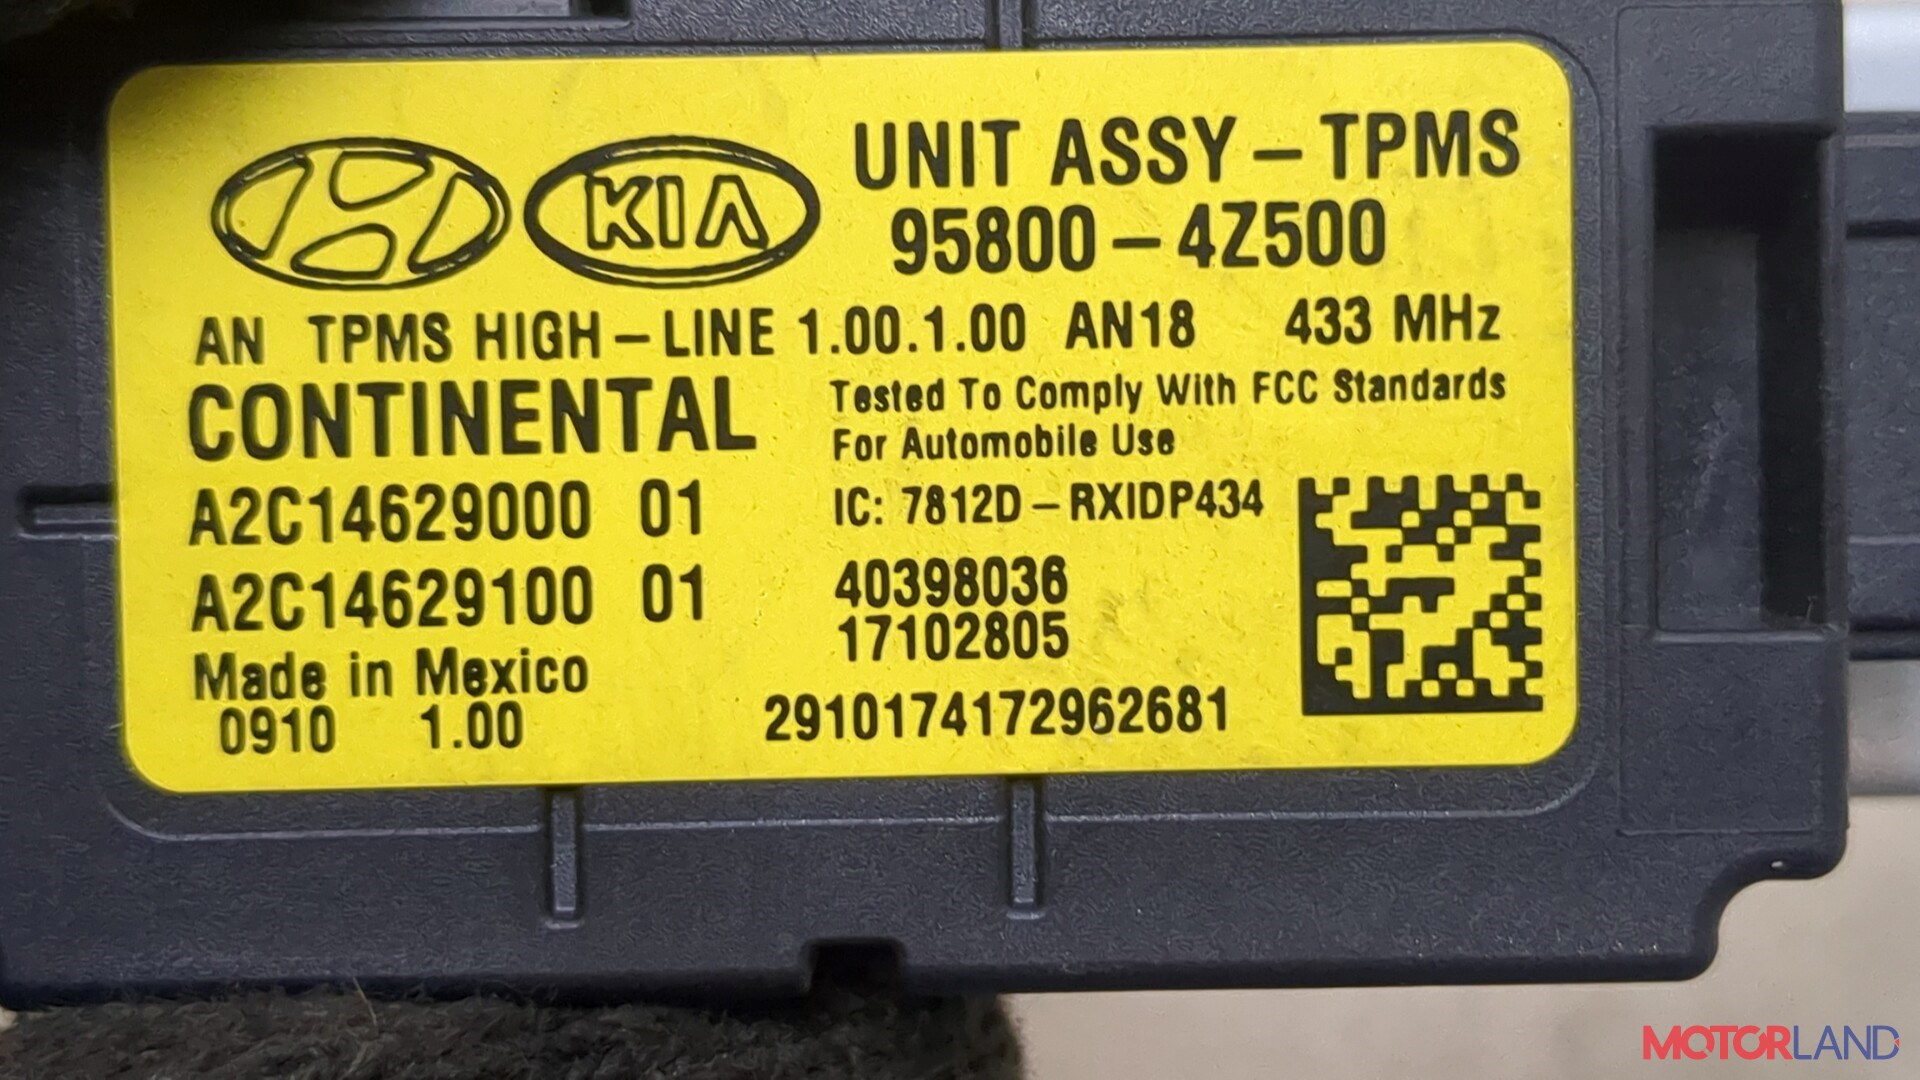 KIA
UNIT ASSY – TPMS
95800 – 4Z500
AN TPMS HIGH – LINE 1.00.1.00 AN18 433 MHz
CONTINENTAL
Tested To Comply With FCC Standards
For Automobile Use
A2C14629000 01
IC: 7812D – RXIDP434
A2C14629100 01
40398036
17102805
Made in Mexico
0910 1.00
2910174172962681
MOTORLAND